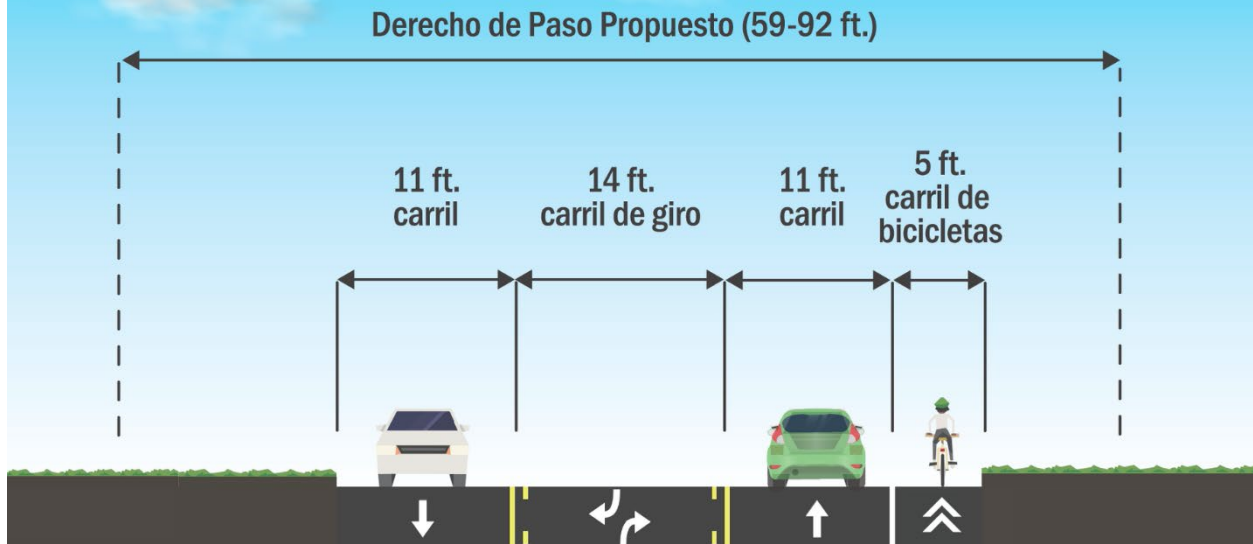 Derecho de Paso Propuesto (59-92 ft.)
11 ft.
carril
14 ft.
carril de giro
11 ft.
carril
5 ft.
carril de
bicicletas